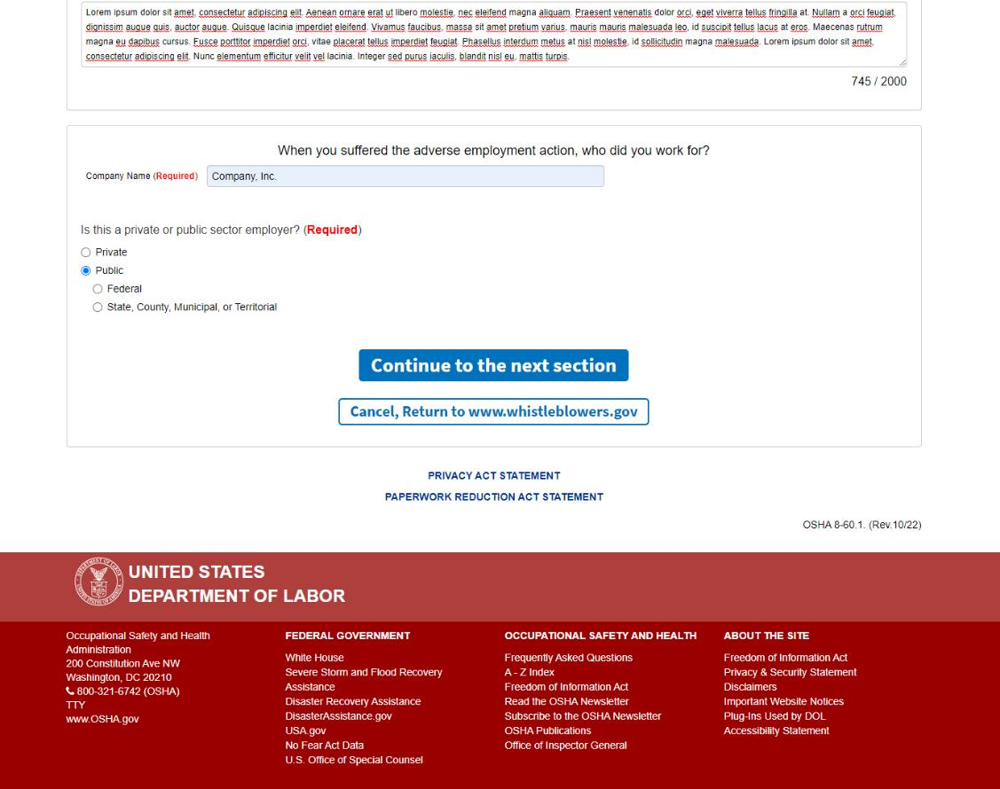 Lorem ipsum dolor sit amet, consectetur adipiscing elit. Aenean ornare erat ut libero molestie, nec eleifend magna aliquam. Praesent venenatis dolor orci, eget viverra tellus fringilla at. Nullam a orci feugiat,
dignissim augue quis, auctor augue. Quisque lacinia imperdiet eleifend. Vivamus faucibus, massa sit amet pretium varius, mauris mauris malesuada leo, id suscipit tellus lacus at eros. Maecenas rutrum
magna eu dapibus cursus. Fusce porttitor imperdiet orci, vitae placerat tellus imperdiet feugiat. Phasellus interdum metus at nisl molestie, id sollicitudin magna malesuada. Lorem ipsum dolor sit amet,
consectetur adipiscing elit. Nunc elementum efficitur velit vel lacinia. Integer sed purus iaculis, blandit nisl eu, mattis turpis.
745 / 2000
When you suffered the adverse employment action, who did you work for?
Company Name (Required) Company, Inc.
Is this a private or public sector employer? (Required)
Private
Public
Federal
State, County, Municipal, or Territorial
Continue to the next section
Cancel, Return to www.whistleblowers.gov
PRIVACY ACT STATEMENT
PAPERWORK REDUCTION ACT STATEMENT
OSHA 8-60.1. (Rev.10/22)
UNITED STATES
DEPARTMENT OF LABOR
Occupational Safety and Health
Administration
200 Constitution Ave NW
Washington, DC 20210
800-321-6742 (OSHA)
TTY
www.OSHA.gov
FEDERAL GOVERNMENT
White House
Severe Storm and Flood Recovery
Assistance
Disaster Recovery Assistance
DisasterAssistance.gov
USA.gov
No Fear Act Data
U.S. Office of Special Counsel
OCCUPATIONAL SAFETY AND HEALTH
Frequently Asked Questions
A - Z Index
Freedom of Information Act
Read the OSHA Newsletter
Subscribe to the OSHA Newsletter
OSHA Publications
Office of Inspector General
ABOUT THE SITE
Freedom of Information Act
Privacy & Security Statement
Disclaimers
Important Website Notices
Plug-Ins Used by DOL
Accessibility Statement